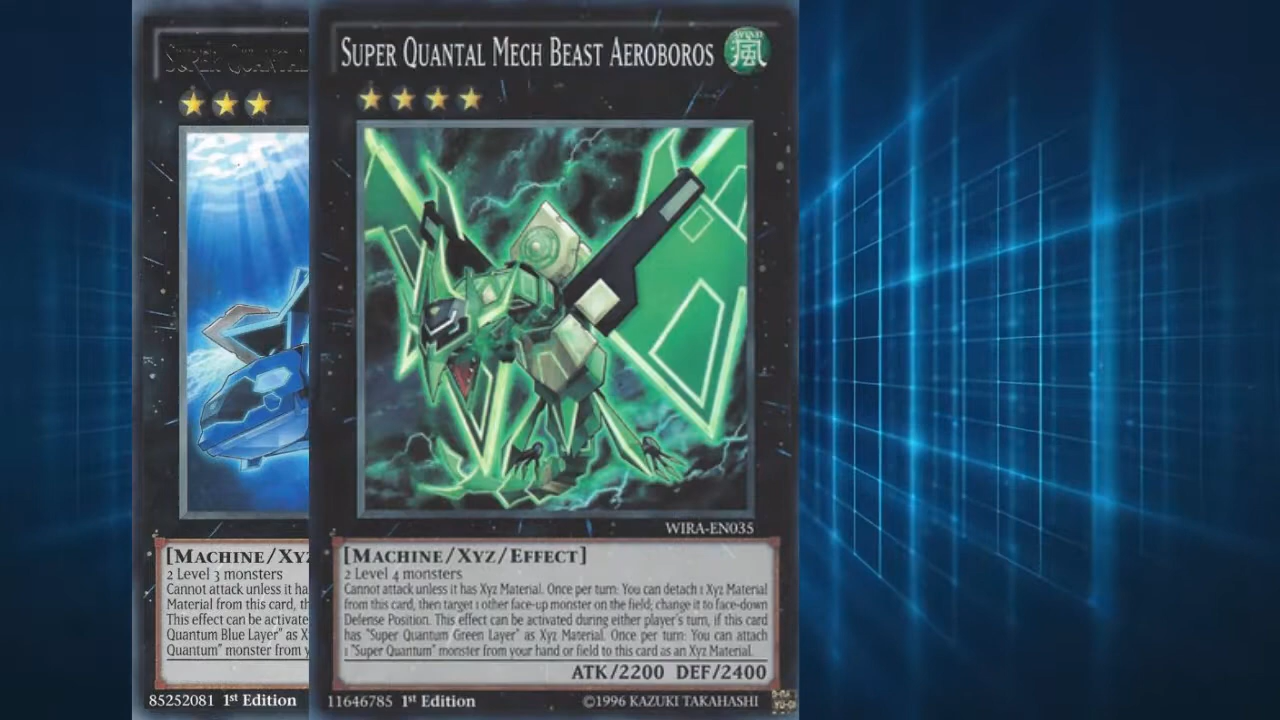 SUPER QUANTAL
[MACHINE/XYZ
2 Level 3 monsters
Cannot attack unless it ha
Material from this card, th
This effect can be activate
Quantum Blue Layer" as X
Quantum" monster from y
85252081 1st Edition
SUPER QUANTAL MECH BEAST AEROBOROS
WIND
風
WIRA-EN035
[MACHINE/XYZ/EFFECT]
2 Level 4 monsters
Cannot attack unless it has Xyz Material. Once per turn: You can detach 1 Xyz Material
from this card, then target 1 other face-up monster on the field; change it to face-down
Defense Position. This effect can be activated during either player's turn, if this card
has "Super Quantum Green Layer" as Xyz Material. Once per turn: You can attach
1 "Super Quantum" monster from your hand or field to this card as an Xyz Material.
ATK/2200 DEF/2400
11646785 1st Edition
©1996 KAZUKI TAKAHASHI